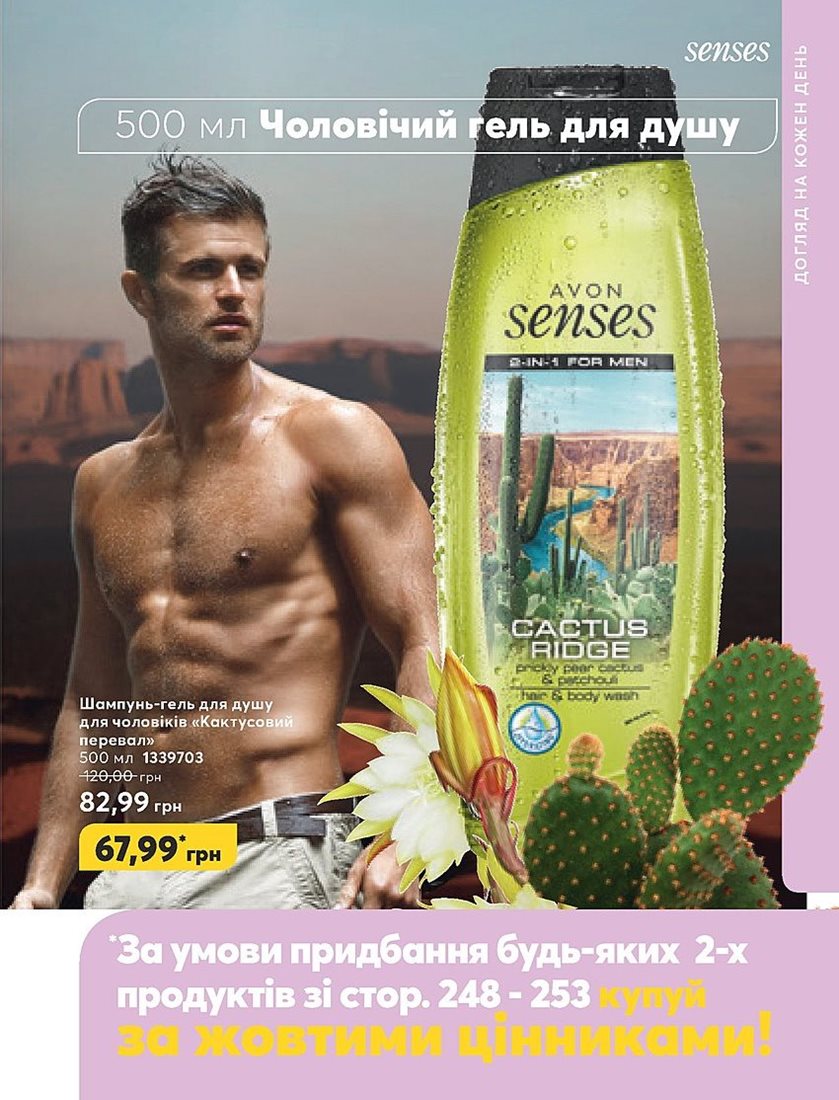 senses
500 мл Чоловічий гель для душу
ДОГЛЯД НА КОЖЕН ДЕНЬ
AVON
senses
2-IN-1 FOR MEN
CACTUS
RIDGE
prickly pear cactus
& patchouli
hair & body wash
Шампунь-гель для душу
для чоловіків «Кактусовий
перевал»
500 мл 1339703
120,00 грн
82,99 грн
67,99* грн
*За умови придбання будь-яких 2-х
продуктів зі стор. 248 - 253 купуй
за жовтими цінниками!